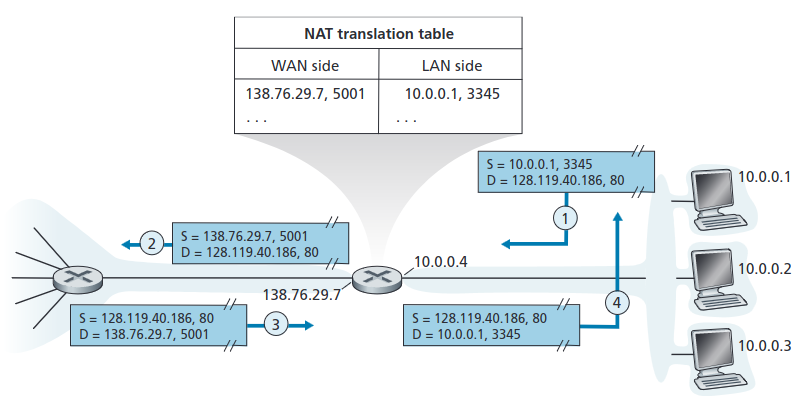 NAT translation table
WAN side
LAN side
138.76.29.7, 5001
10.0.0.1, 3345
. . .
. . .
S = 10.0.0.1, 3345
D = 128.119.40.186, 80
10.0.0.1
1
S = 138.76.29.7, 5001
D = 128.119.40.186, 80
2
10.0.0.4
10.0.0.2
138.76.29.7
S = 128.119.40.186, 80
D = 138.76.29.7, 5001
3
S = 128.119.40.186, 80
D = 10.0.0.1, 3345
4
10.0.0.3